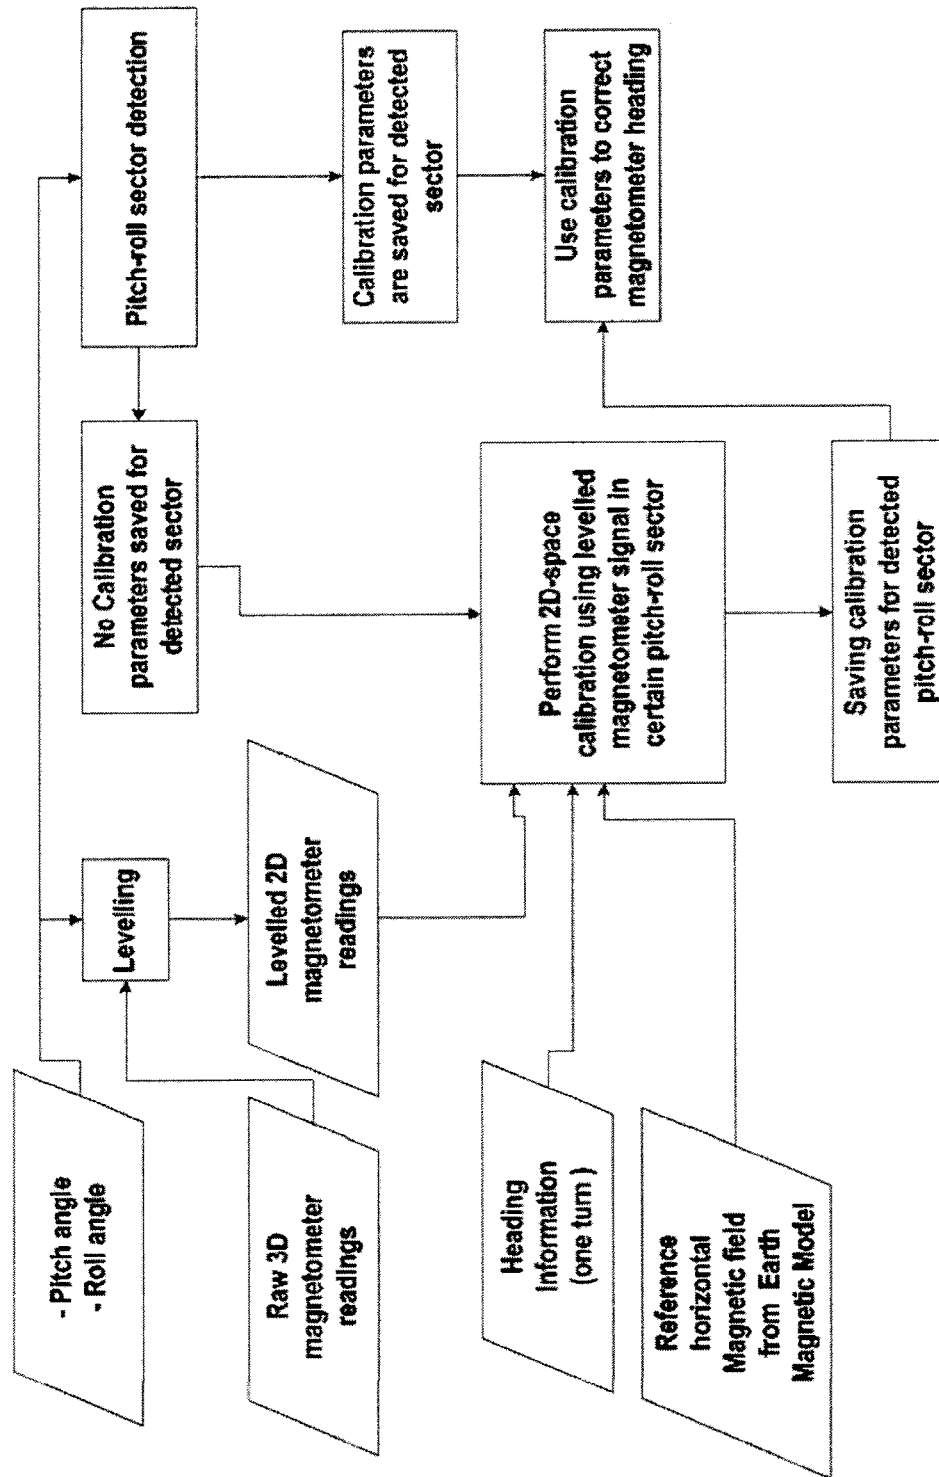 - Pitch angle
- Roll angle
Levelling
Pitch-roll sector detection
Raw 3D
magnetometer
readings
Levelled 2D
magnetometer
readings
No Calibration
parameters saved for
detected sector
Calibration parameters
are saved for detected
sector
Heading
Information
(one turn )
Perform 2D-space
calibration using levelled
magnetometer signal in
certain pitch-roll sector
Use calibration
parameters to correct
magnetometer heading
Reference
horizontal
Magnetic field
from Earth
Magnetic Model
Saving calibration
parameters for detected
pitch-roll sector